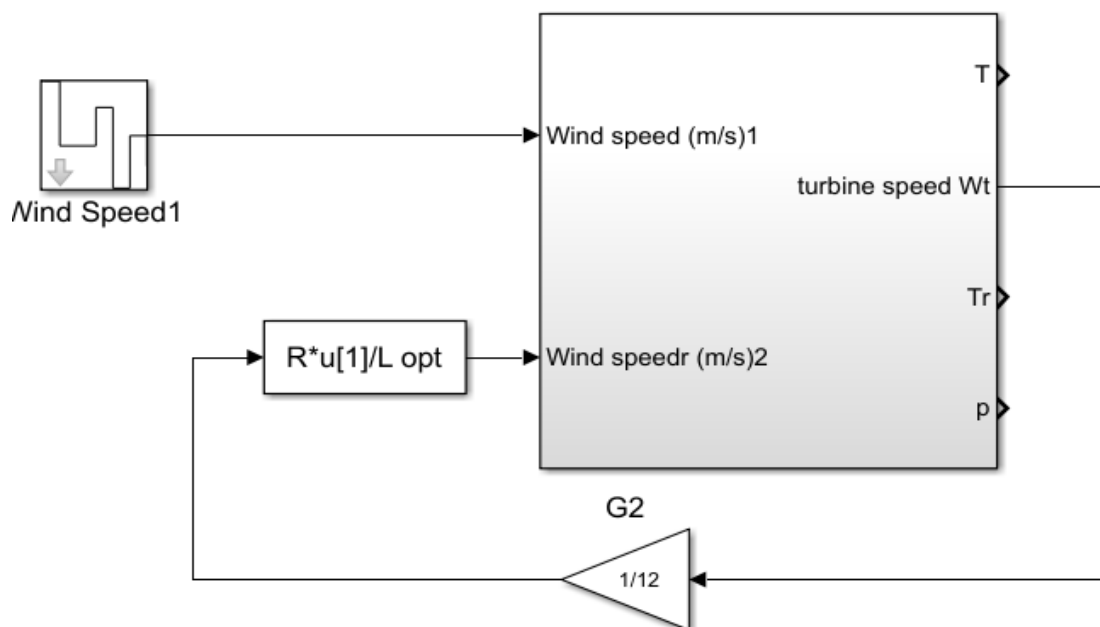 T
Wind speed (m/s)1
turbine speed Wt
Wind Speed1
Tr
R*u[1]/L opt
Wind speedr (m/s)2
p
G2
1/12